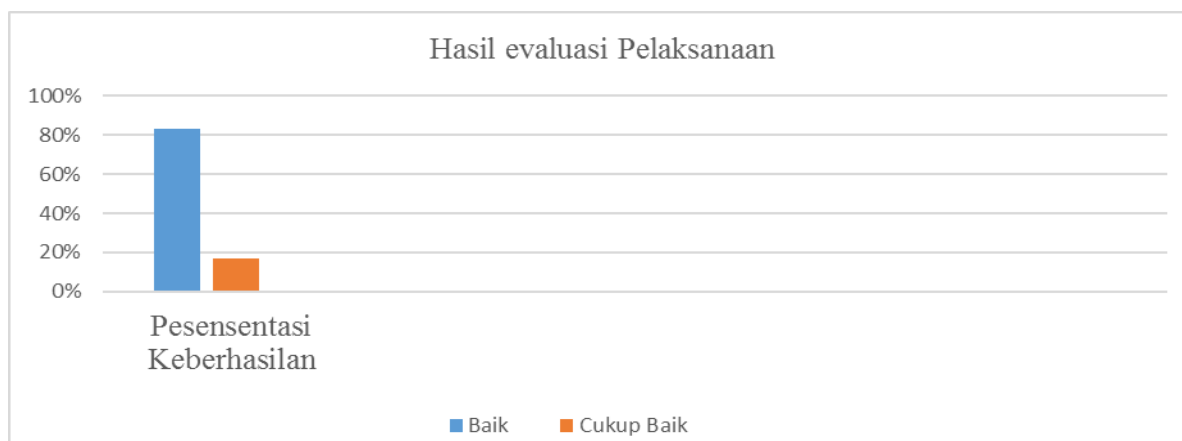 Hasil evaluasi Pelaksanaan
100%
80%
60%
40%
20%
0%
Pesensentasi
Keberhasilan
Baik Cukup Baik